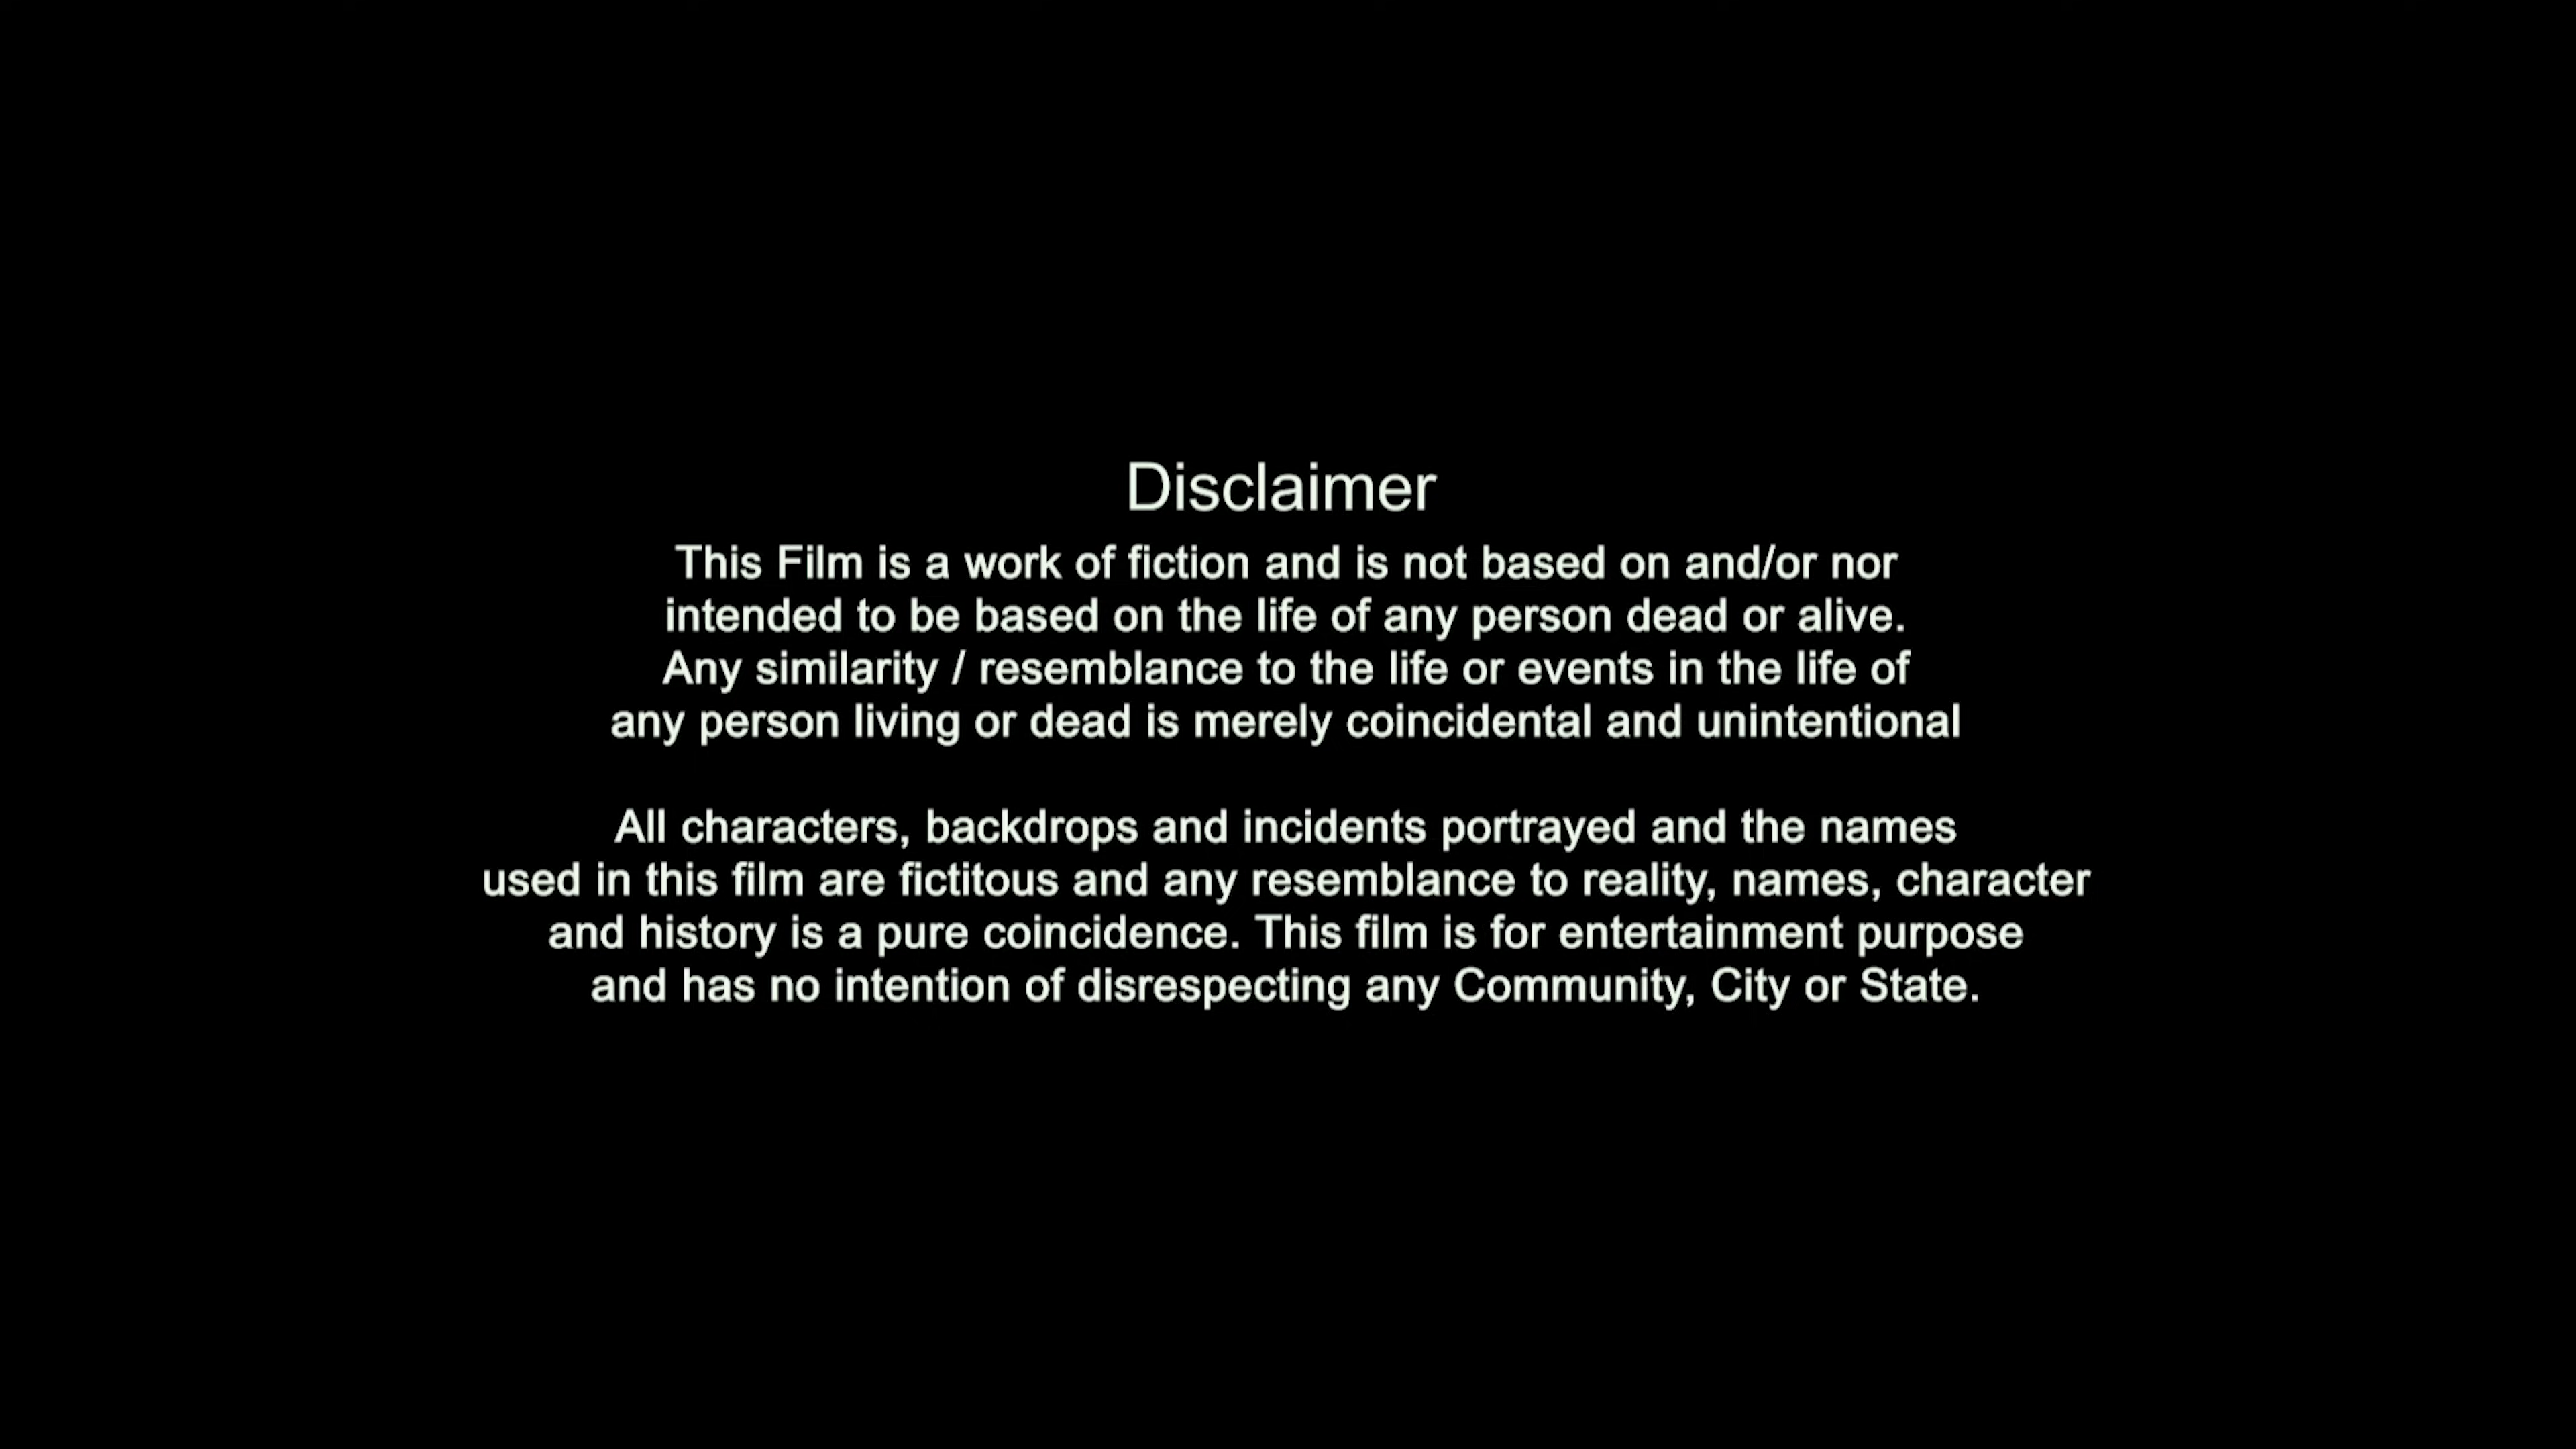 Disclaimer
This Film is a work of fiction and is not based on and/or nor
intended to be based on the life of any person dead or alive.
Any similarity / resemblance to the life or events in the life of
any person living or dead is merely coincidental and unintentional
All characters, backdrops and incidents portrayed and the names
used in this film are fictitous and any resemblance to reality, names, character
and history is a pure coincidence. This film is for entertainment purpose
and has no intention of disrespecting any Community, City or State.